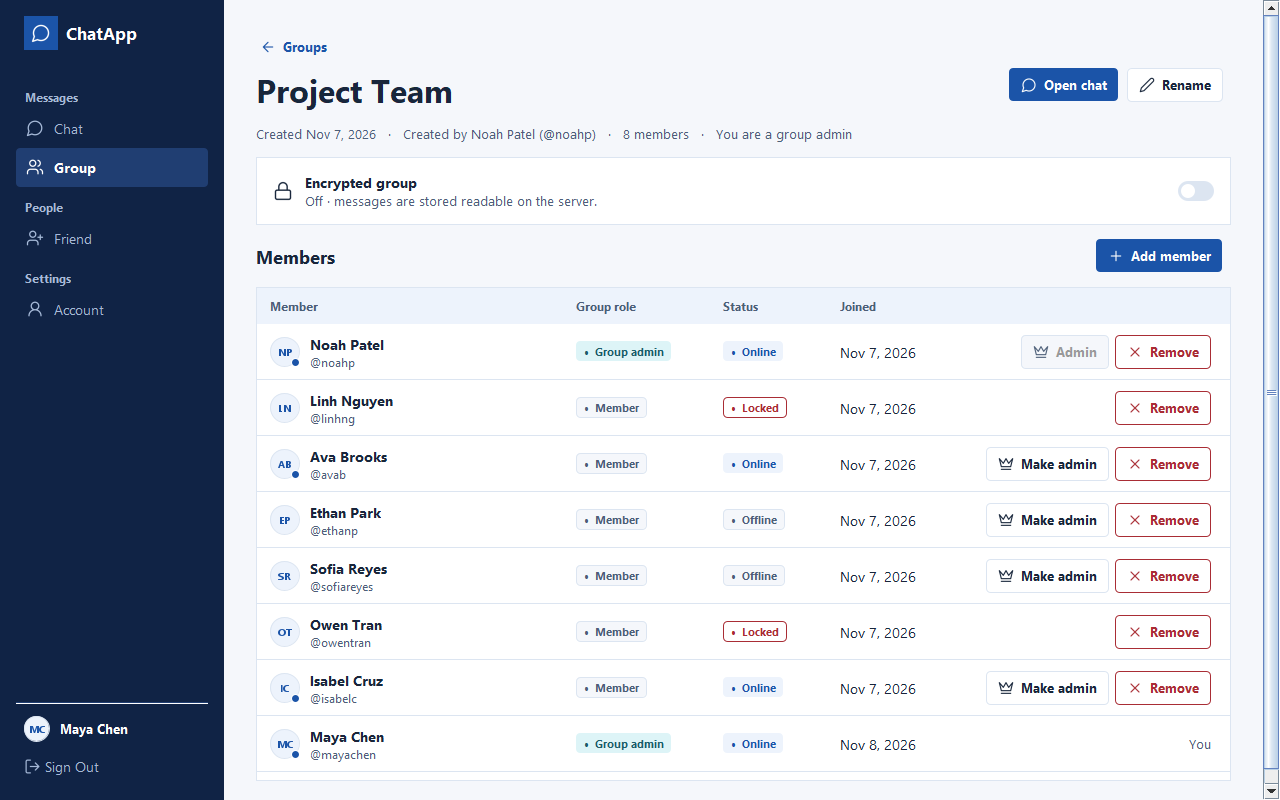 ChatApp
Messages
Chat
Group
People
Friend
Settings
Account
MC Maya Chen
Sign Out
Groups
Project Team
Open chat
Rename
Created Nov 7, 2026 · Created by Noah Patel (@noahp) · 8 members · You are a group admin
Encrypted group
Off · messages are stored readable on the server.
Members
Add member
Member Group role Status Joined
NP Noah Patel @noahp • Group admin • Online Nov 7, 2026 Admin Remove
LN Linh Nguyen @linhng • Member • Locked Nov 7, 2026 Remove
AB Ava Brooks @avab • Member • Online Nov 7, 2026 Make admin Remove
EP Ethan Park @ethanp • Member • Offline Nov 7, 2026 Make admin Remove
SR Sofia Reyes @sofiareyes • Member • Offline Nov 7, 2026 Make admin Remove
OT Owen Tran @owentran • Member • Locked Nov 7, 2026 Remove
IC Isabel Cruz @isabelc • Member • Online Nov 7, 2026 Make admin Remove
MC Maya Chen @mayachen • Group admin • Online Nov 8, 2026 You